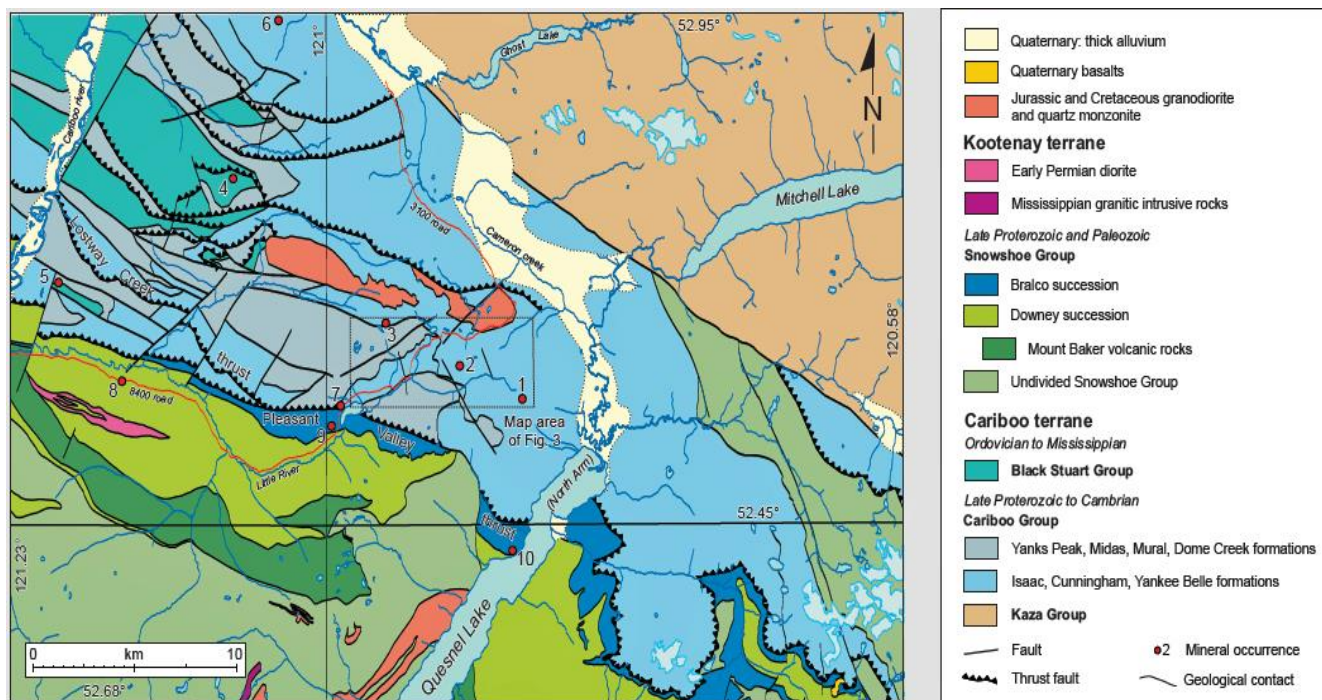 6
121°
52.95°
Ghost Lake
N
Cariboo river
4
3100 road
Mitchell Lake
Lostway
Creek
Cameron creek
5
3
120.58°
2
thrust
1
8
8400 road
7
Pleasant
Valley
Map area
of Fig. 3
9
Little River
(North Arm)
thrust
52.45°
121.23°
10
Quesnel Lake
0 km 10
52.68°
Quaternary: thick alluvium
Quaternary basalts
Jurassic and Cretaceous granodiorite
and quartz monzonite
Kootenay terrane
Early Permian diorite
Mississippian granitic intrusive rocks
Late Proterozoic and Paleozoic
Snowshoe Group
Bralco succession
Downey succession
Mount Baker volcanic rocks
Undivided Snowshoe Group
Cariboo terrane
Ordovician to Mississippian
Black Stuart Group
Late Proterozoic to Cambrian
Cariboo Group
Yanks Peak, Midas, Mural, Dome Creek formations
Isaac, Cunningham, Yankee Belle formations
Kaza Group
Fault
2 Mineral occurrence
Thrust fault
Geological contact